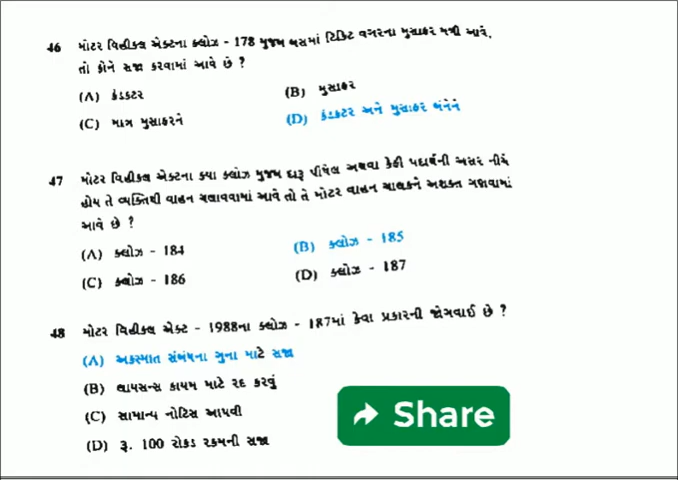 46 મોટર વિહીકલ એક્ટના ક્લોઝ - 178 મુજબ બસમાં ટિકિટ વગરના મુસાફર મળી આવે,
તો કોને સજા કરવામાં આવે છે ?
(A) કંડકટર
(B) મુસાફર
(C) માત્ર મુસાફરને
(D) કંડકટર અને મુસાફર બંનેને
47 મોટર વિહીકલ એક્ટના ક્યા ક્લોઝ મુજબ દારૂ પીધેલ અથવા કેફી પદાર્થની અસર નીચે
હોય તે વ્યક્તિથી વાહન ચલાવવામાં આવે તો તે મોટર વાહન ચાલકને અશક્ત ગણવામાં
આવે છે ?
(A) ક્લોઝ - 184
(B) ક્લોઝ - 185
(C) ક્લોઝ - 186
(D) ક્લોઝ - 187
48 મોટર વિહીકલ એક્ટ - 1988ના ક્લોઝ - 187માં કેવા પ્રકારની જોગવાઈ છે ?
(A) અકસ્માત સંબંધના ગુના માટે સજા
(B) લાયસન્સ કાયમ માટે રદ કરવું
(C) સામાન્ય નોટિસ આપવી
(D) રૂ. 100 રોકડ રકમની સજા
Share